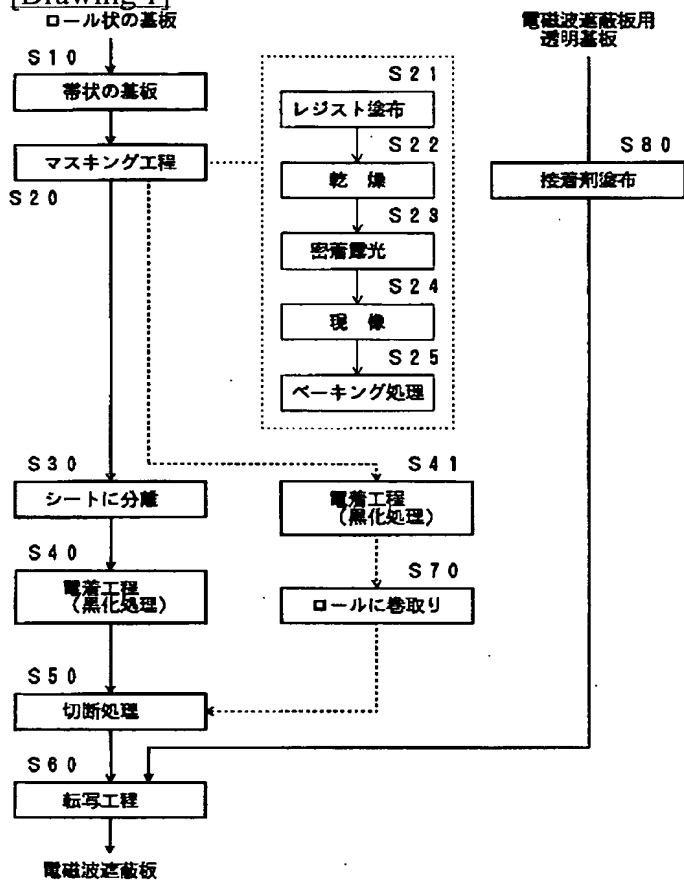 [Drawing 1]
ロール状の基板
S10
帯状の基板
マスキング工程
S20
S21
レジスト塗布
S22
乾 燥
S23
密着露光
S24
現 像
S25
ベーキング処理
電磁波遮蔽板用
透明基板
S80
接着剤塗布
S30
シートに分離
S40
電着工程
(黒化処理)
S41
電着工程
(黒化処理)
S70
ロールに巻取り
S50
切断処理
S60
転写工程
電磁波遮蔽板